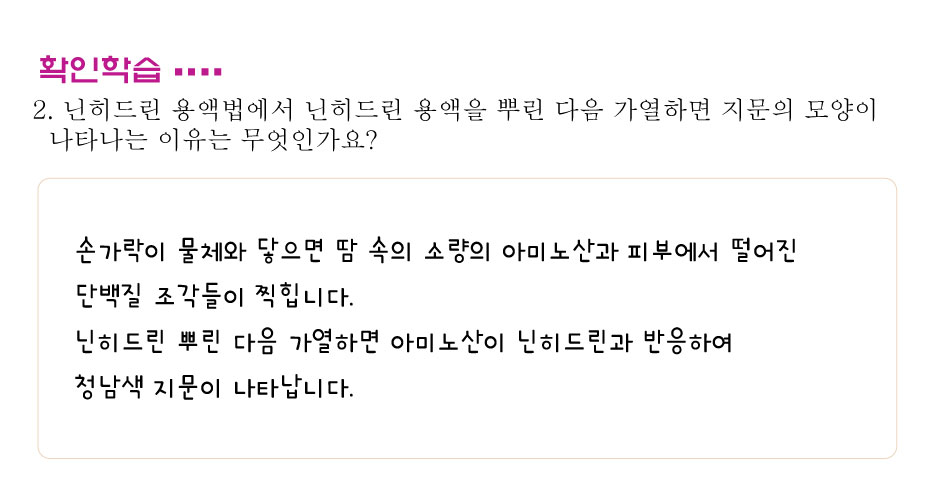 확인학습 ....
2. 닌히드린 용액법에서 닌히드린 용액을 뿌린 다음 가열하면 지문의 모양이
나타나는 이유는 무엇인가요?
손가락이 물체와 닿으면 땀 속의 소량의 아미노산과 피부에서 떨어진
단백질 조각들이 찍힙니다.
닌히드린 뿌린 다음 가열하면 아미노산이 닌히드린과 반응하여
청남색 지문이 나타납니다.